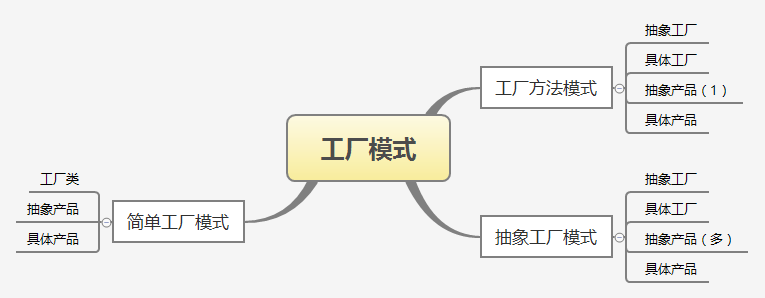 工厂模式
工厂方法模式
抽象工厂
具体工厂
抽象产品（1）
具体产品
抽象工厂模式
抽象工厂
具体工厂
抽象产品（多）
具体产品
简单工厂模式
工厂类
抽象产品
具体产品